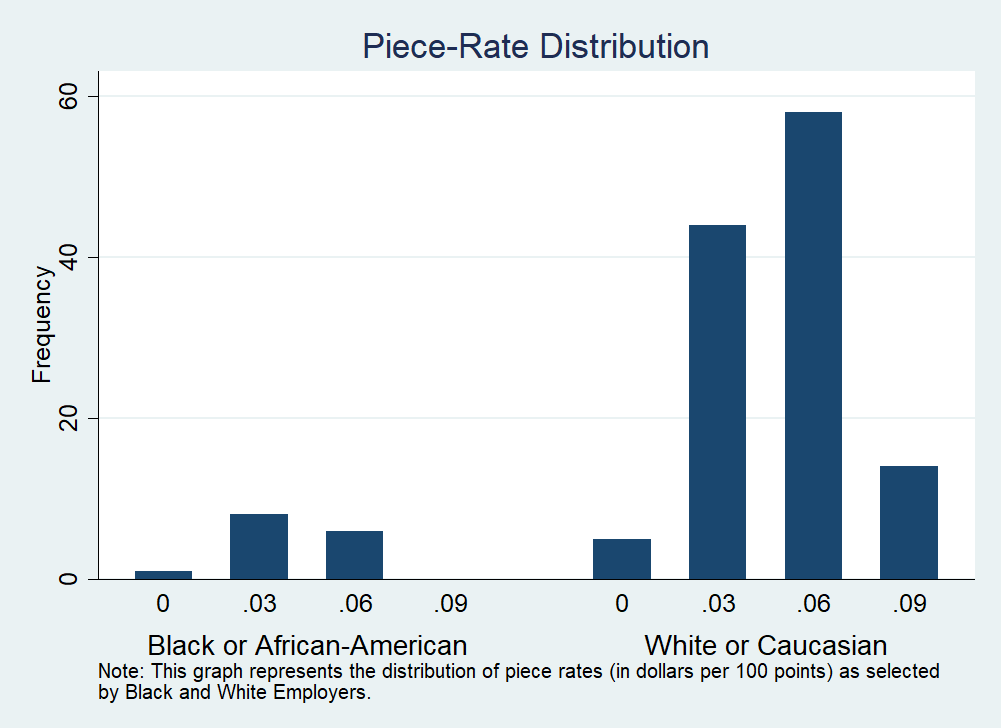 Piece-Rate Distribution
Frequency
60
40
20
0
0 .03 .06 .09 0 .03 .06 .09
Black or African-American White or Caucasian
Note: This graph represents the distribution of piece rates (in dollars per 100 points) as selected
by Black and White Employers.